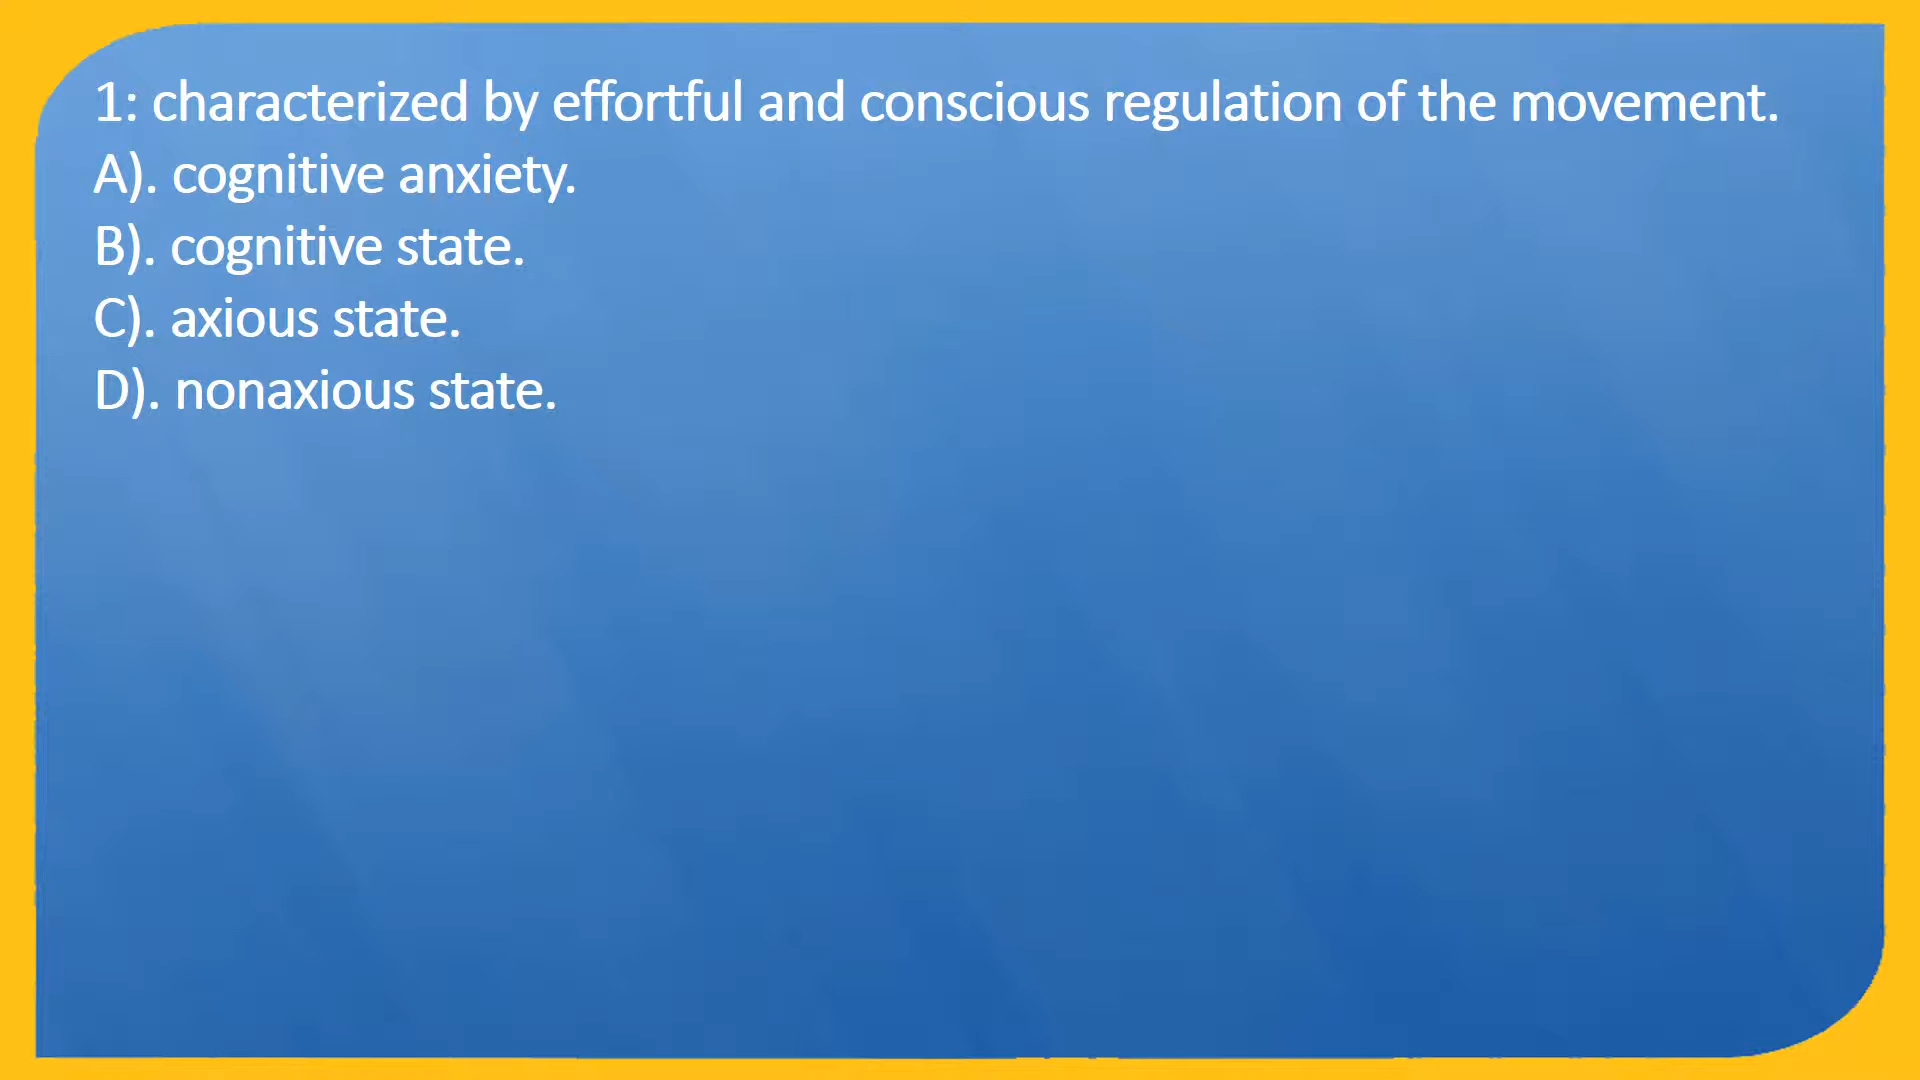 1: characterized by effortful and conscious regulation of the movement.
A). cognitive anxiety.
B). cognitive state.
C). axious state.
D). nonaxious state.